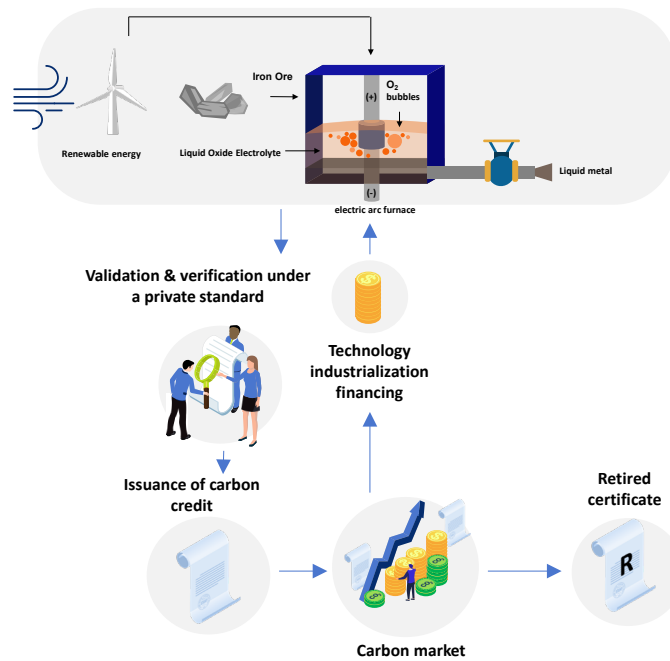 Iron Ore
O2
bubbles
(+)
Renewable energy
Liquid Oxide Electrolyte
Liquid metal
(-)
electric arc furnace
Validation & verification under
a private standard
Technology
industrialization
financing
Issuance of carbon
credit
Retired
certificate
R
Carbon market